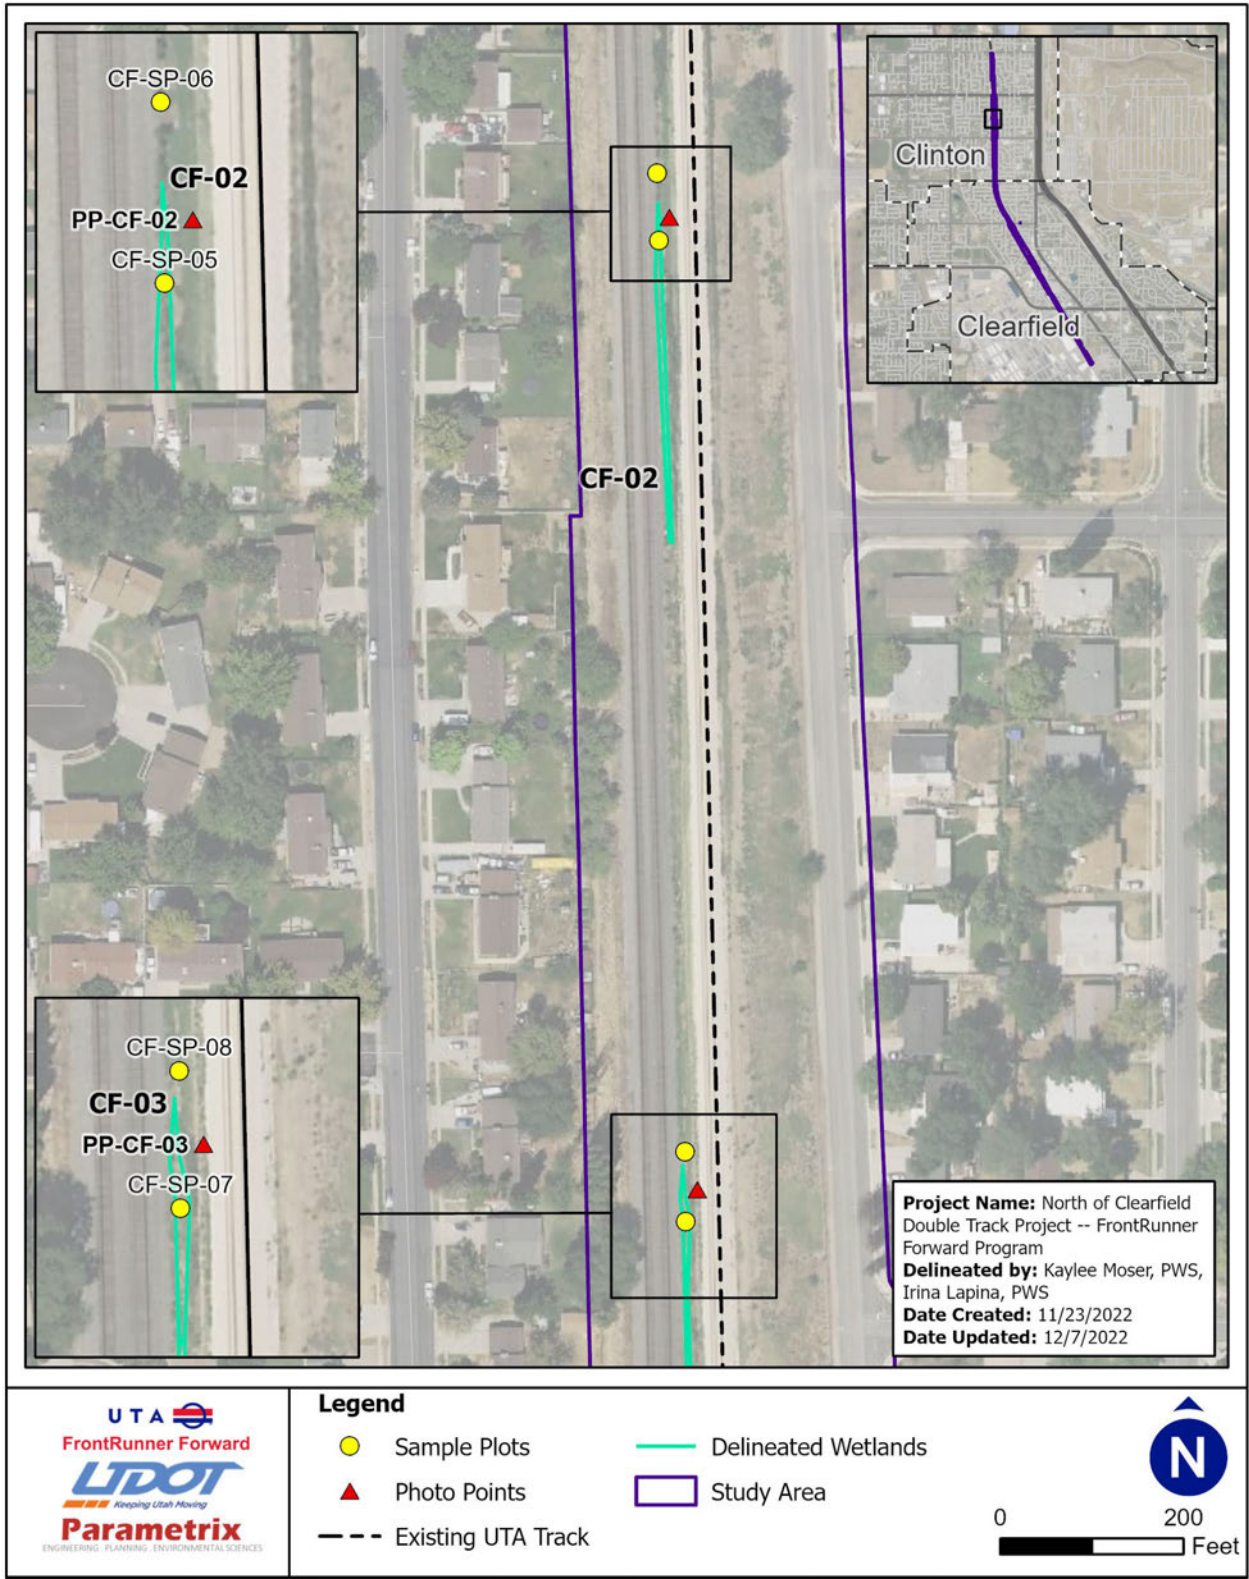 CF-SP-06
CF-02
PP-CF-02
CF-SP-05
Clinton
Clearfield
CF-02
CF-SP-08
CF-03
PP-CF-03
CF-SP-07
Project Name: North of Clearfield
Double Track Project -- FrontRunner
Forward Program
Delineated by: Kaylee Moser, PWS,
Irina Lapina, PWS
Date Created: 11/23/2022
Date Updated: 12/7/2022
UTA
FrontRunner Forward
UDOT
Keeping Utah Moving
Parametrix
ENGINEERING . PLANNING . ENVIRONMENTAL SCIENCES
Legend
Sample Plots
Photo Points
Existing UTA Track
Delineated Wetlands
Study Area
N
0 200
Feet